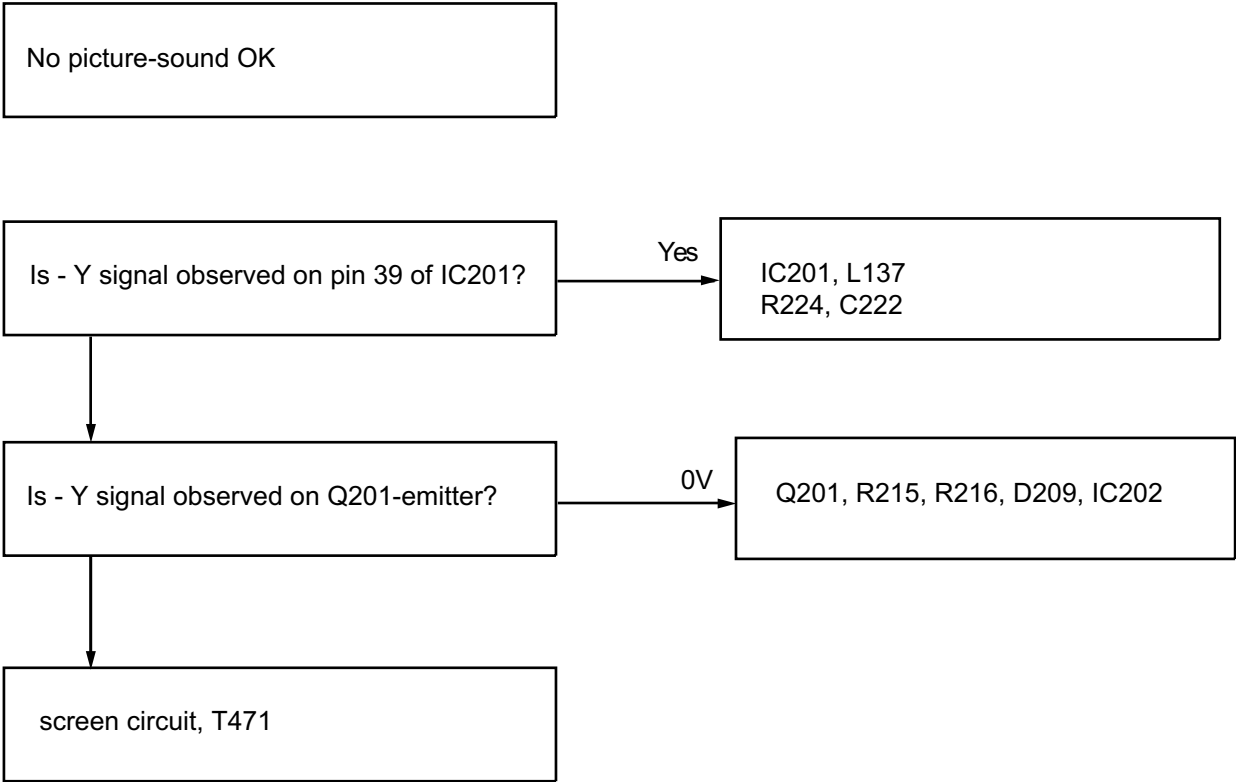 No picture-sound OK
Is - Y signal observed on pin 39 of IC201?
Yes
IC201, L137
R224, C222
Is - Y signal observed on Q201-emitter?
0V
Q201, R215, R216, D209, IC202
screen circuit, T471